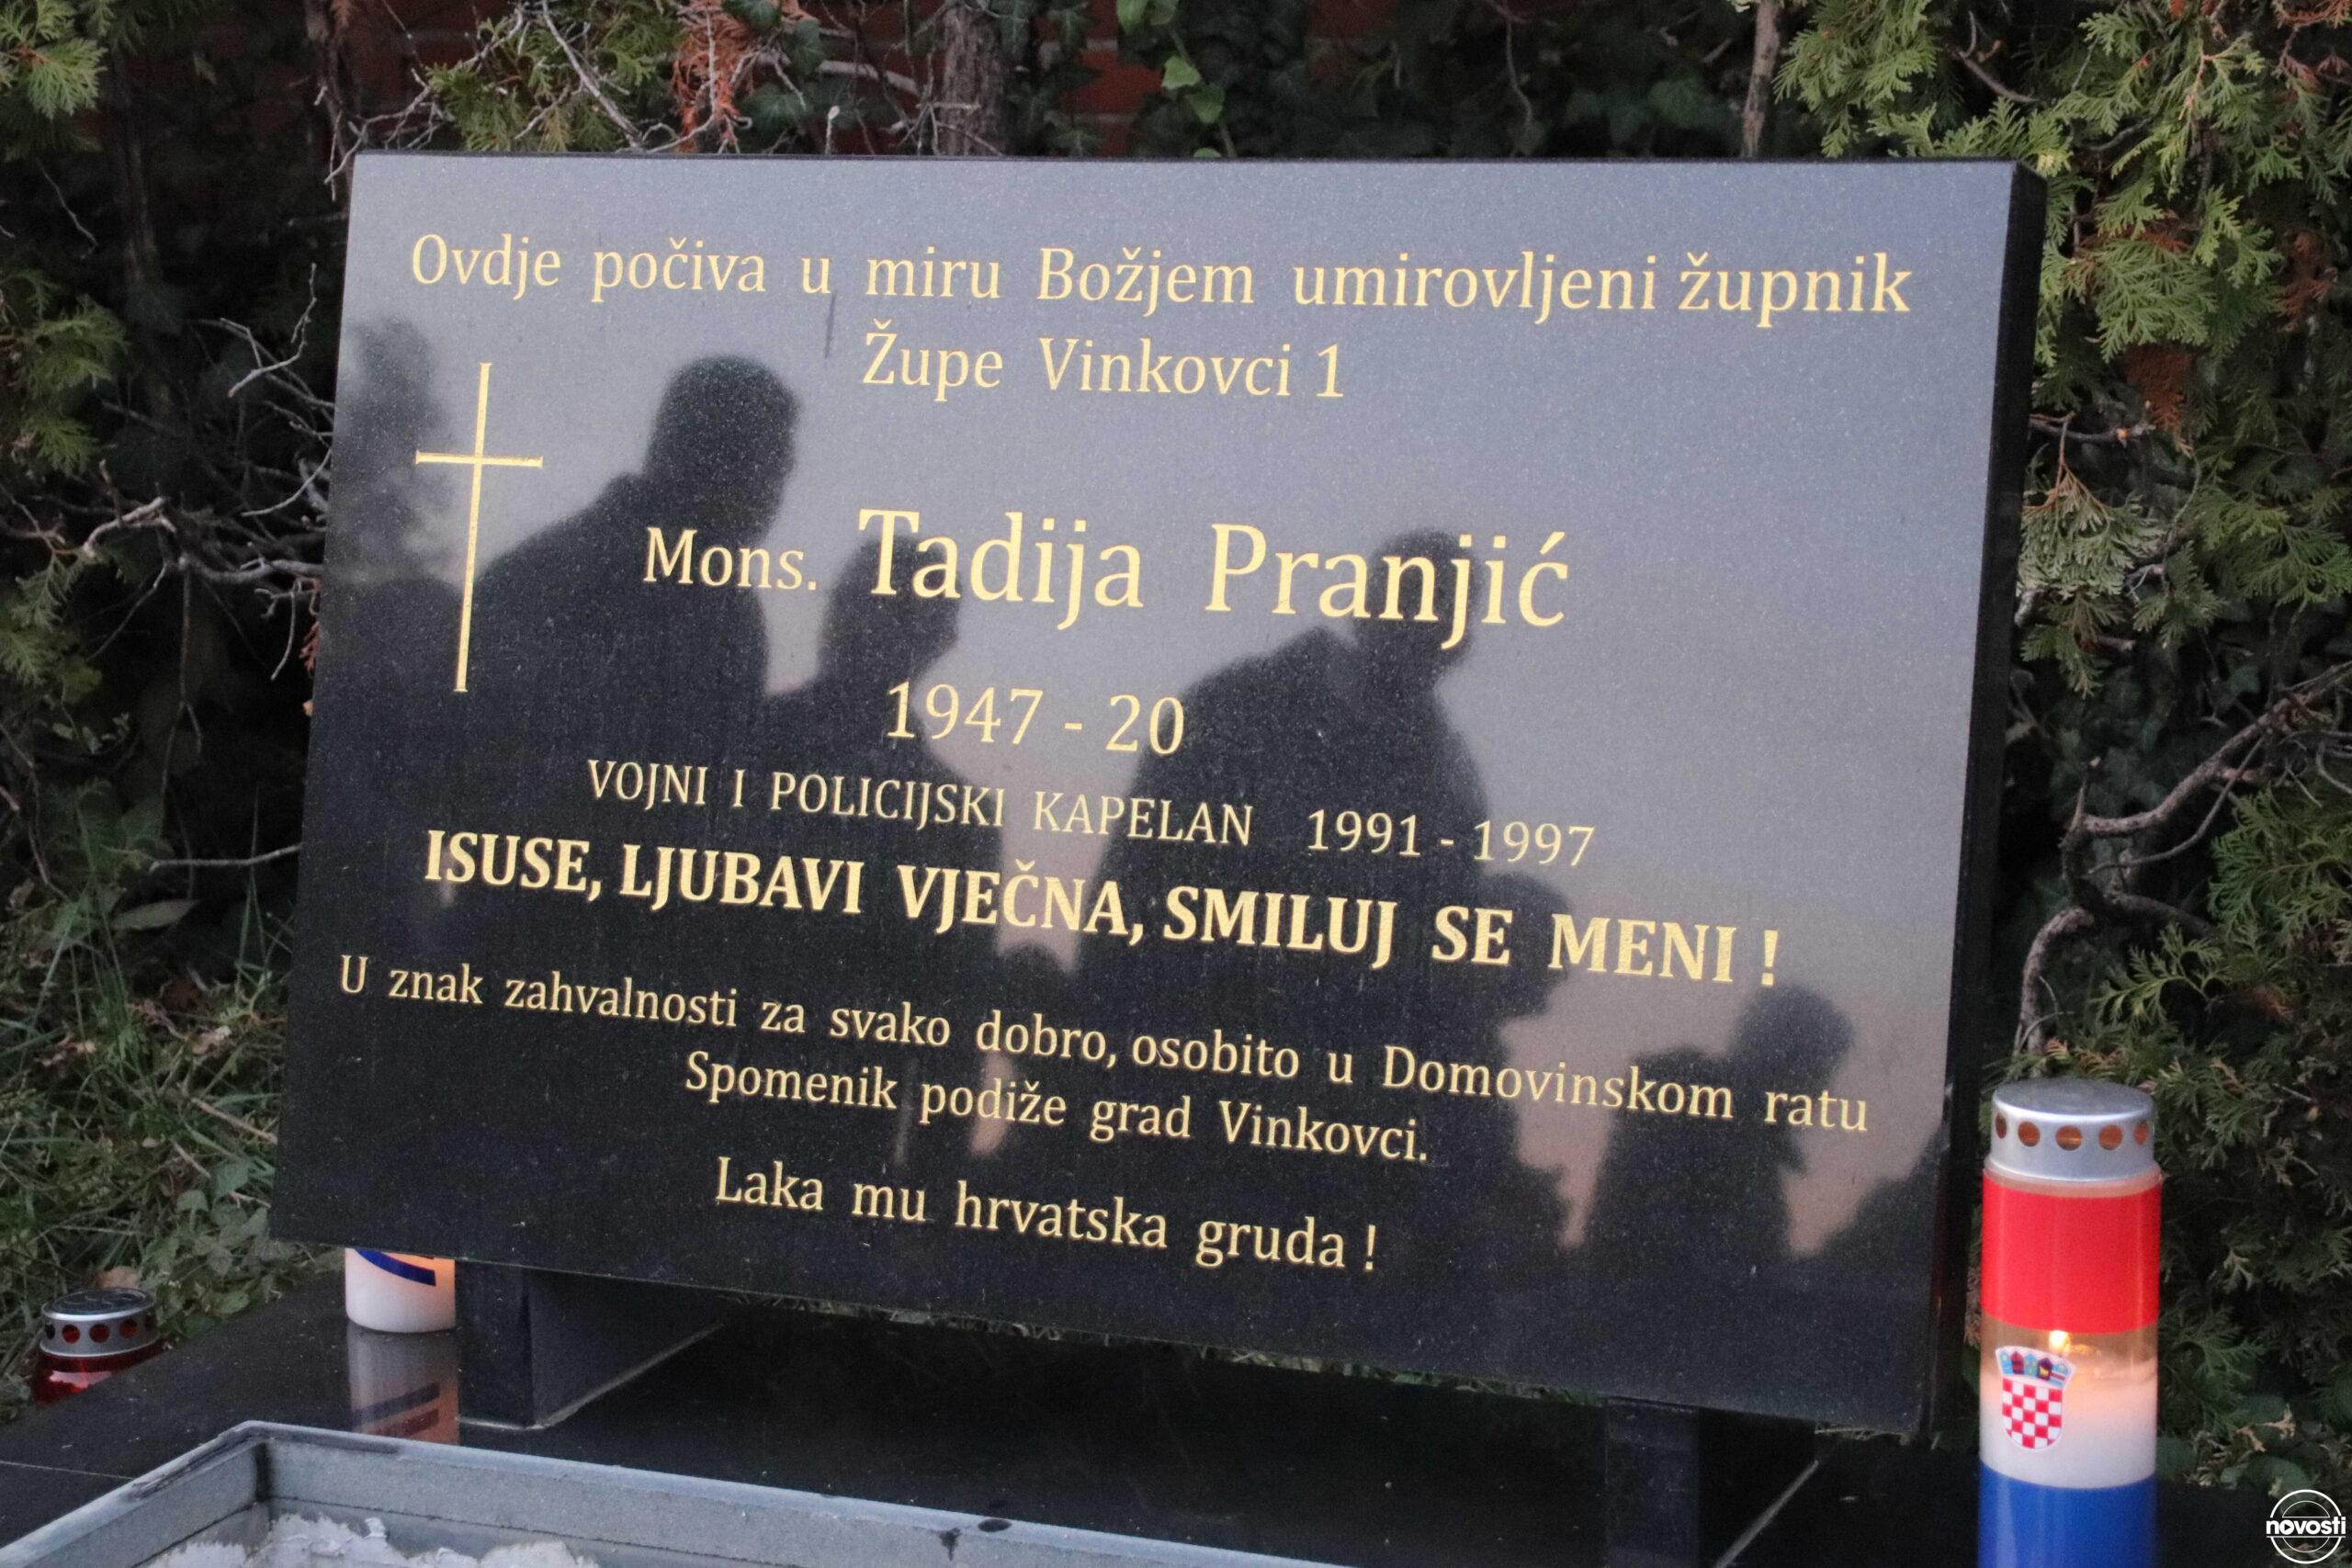 Ovdje počiva u miru Božjem umirovljeni župnik
Župe Vinkovci 1
Mons. Tadija Pranjić
1947 - 20
VOJNI I POLICIJSKI KAPELAN 1991 - 1997
ISUSE, LJUBAVI VJEČNA, SMILUJ SE MENI !
U znak zahvalnosti za svako dobro, osobito u Domovinskom ratu
Spomenik podiže grad Vinkovci.
Laka mu hrvatska gruda !
novosti